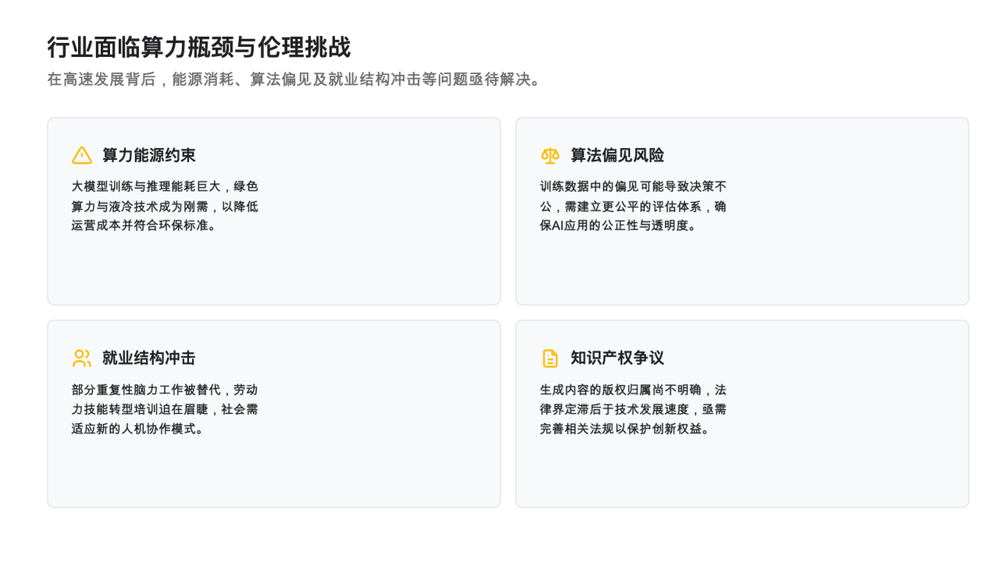 行业面临算力瓶颈与伦理挑战
在高速发展背后，能源消耗、算法偏见及就业结构冲击等问题亟待解决。
算力能源约束
大模型训练与推理能耗巨大，绿色
算力与液冷技术成为刚需，以降低
运营成本并符合环保标准。
算法偏见风险
训练数据中的偏见可能导致决策不
公，需建立更公平的评估体系，确
保AI应用的公正性与透明度。
就业结构冲击
部分重复性脑力工作被替代，劳动
力技能转型培训迫在眉睫，社会需
适应新的人机协作模式。
知识产权争议
生成内容的版权归属尚不明确，法
律界定滞后于技术发展速度，亟需
完善相关法规以保护创新权益。